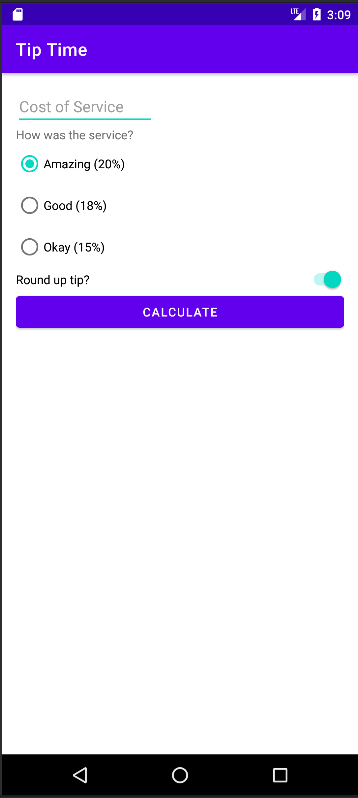 LTE 3:09
Tip Time
Cost of Service
How was the service?
Amazing (20%)
Good (18%)
Okay (15%)
Round up tip?
CALCULATE